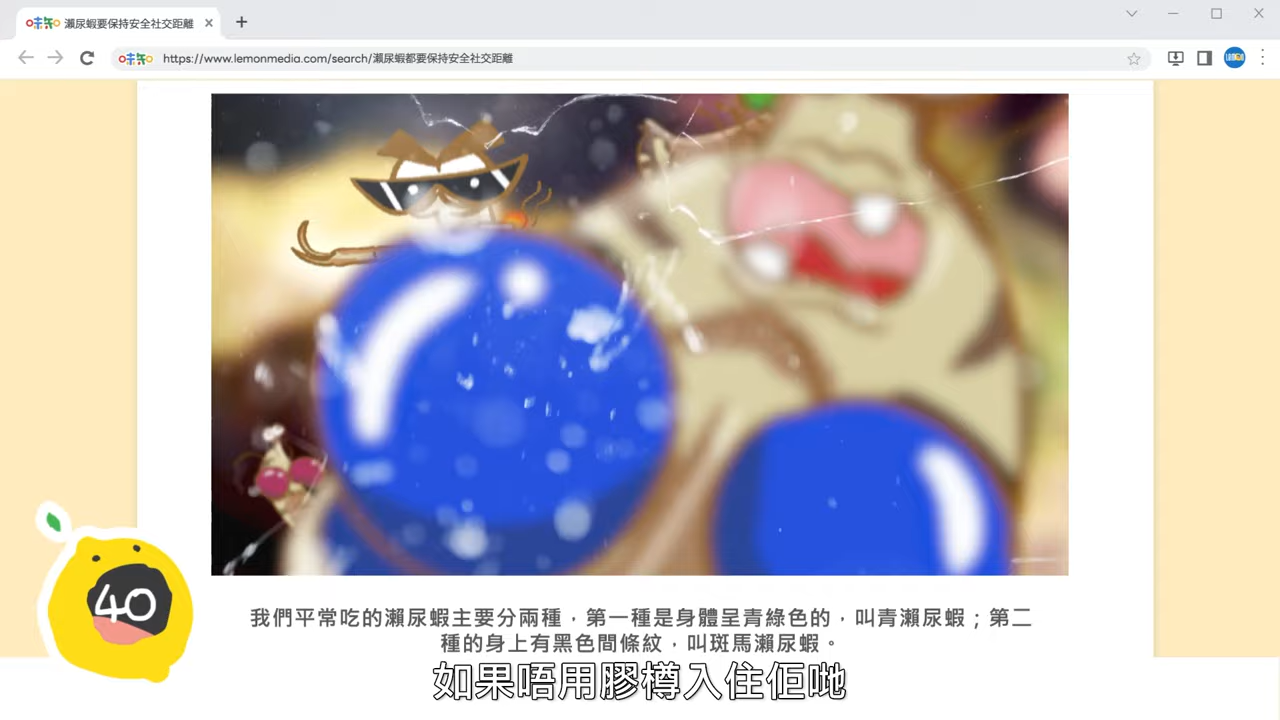 味知 瀨尿蝦要保持安全社交距離
味知 https://www.lemonmedia.com/search/瀨尿蝦都要保持安全社交距離
40
我們平常吃的瀨尿蝦主要分兩種，第一種是身體呈青綠色的，叫青瀨尿蝦；第二
種的身上有黑色間條紋，叫斑馬瀨尿蝦。
如果唔用膠樽入住佢哋